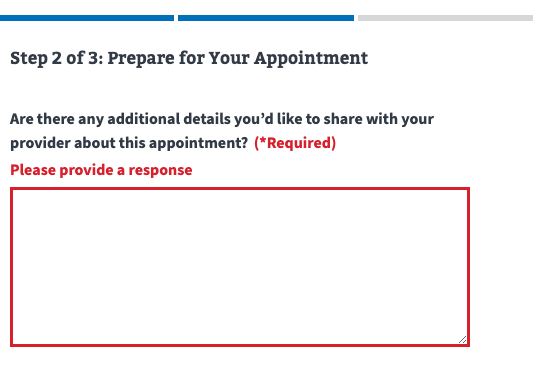 Step 2 of 3: Prepare for Your Appointment
Are there any additional details you’d like to share with your
provider about this appointment? (*Required)
Please provide a response